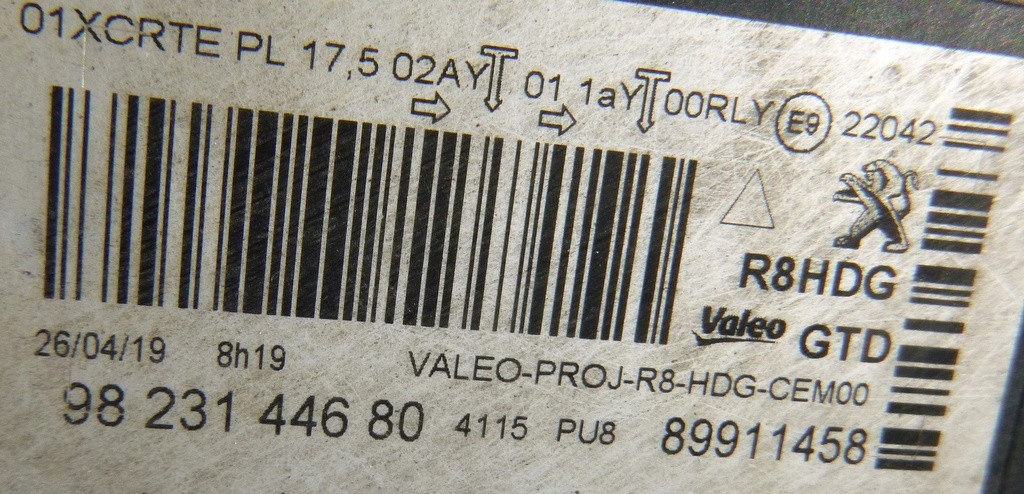 01XCRTE PL 17,5 02AY 01 1aY 00RLY E9 22042
R8HDG
Valeo GTD
26/04/19 8h19 VALEO-PROJ-R8-HDG-CEM00
98 231 446 80 4115 PU8 89911458